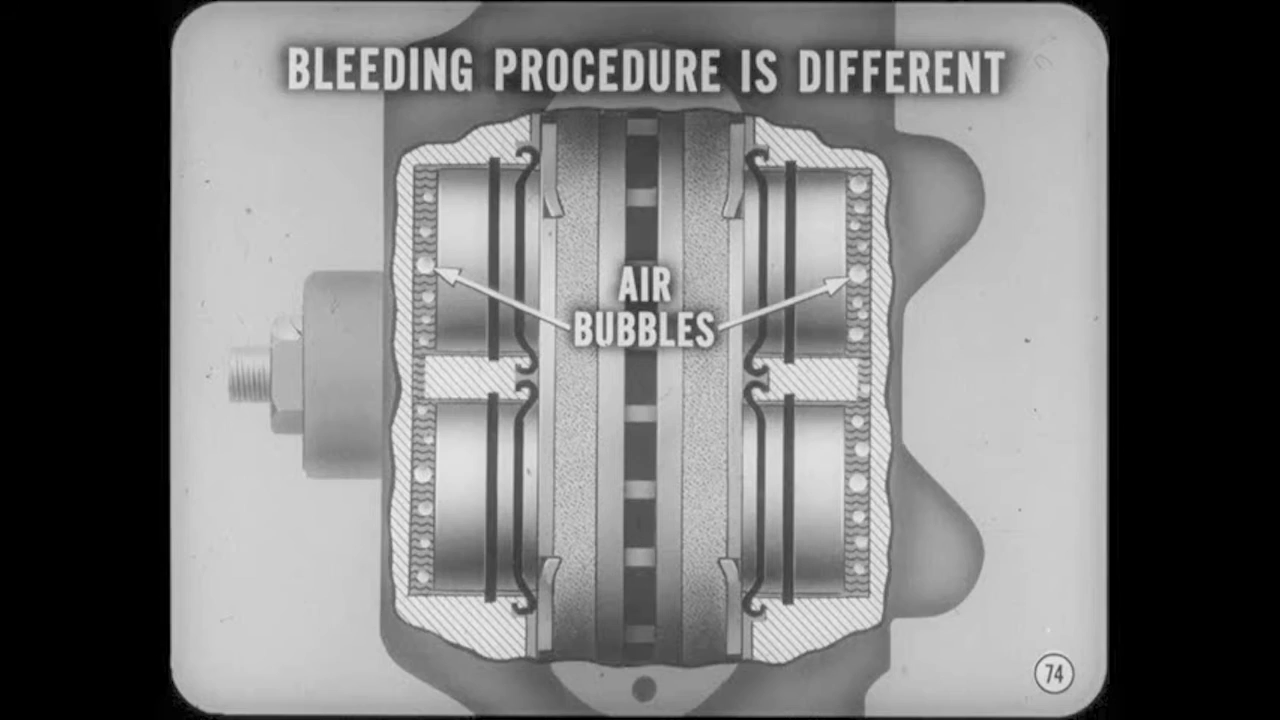 BLEEDING PROCEDURE IS DIFFERENT
AIR
BUBBLES
74